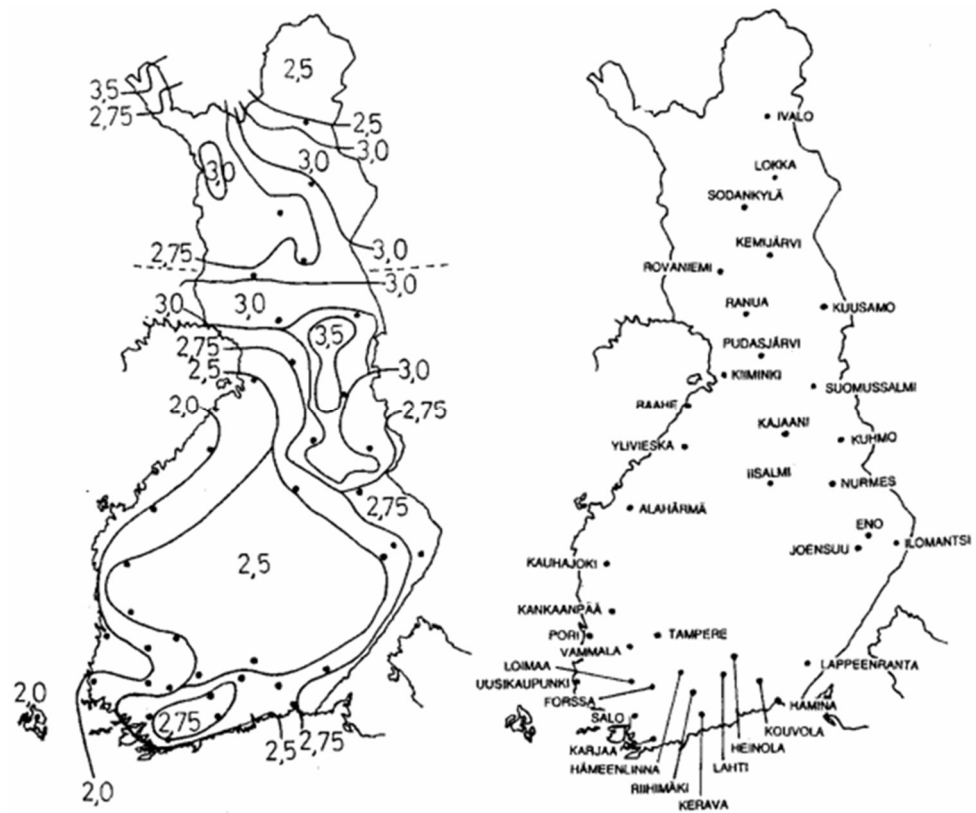 2,5
3,5
2,75
2,5
3,0
3,0
3,0
2,75
3,0
3,0
3,0
3,0
3,5
2,75
2,5
3,0
2,0
2,75
2,75
2,5
2,0
2,75
2,5
2,75
2,0
IVALO
LOKKA
SODANKYLÄ
KEMIJÄRVI
ROVANIEMI
RANUA
KUUSAMO
PUDASJÄRVI
KIIMINKI
SUOMUSSALMI
RAAHE
KAJAANI
YLIVIESKA
KUHMO
IISALMI
NURMES
ALAHÄRMÄ
ENO
ILOMANTSI
JOENSUU
KAUHAJOKI
KANKAANPÄÄ
PORI
TAMPERE
VAMMALA
LOIMAA
LAPPEENRANTA
UUSIKAUPUNKI
FORSSA
HAMINA
SALO
KOUVOLA
KARJAA
HEINOLA
HÄMEENLINNA
LAHTI
RIIHIMÄKI
KERAVA